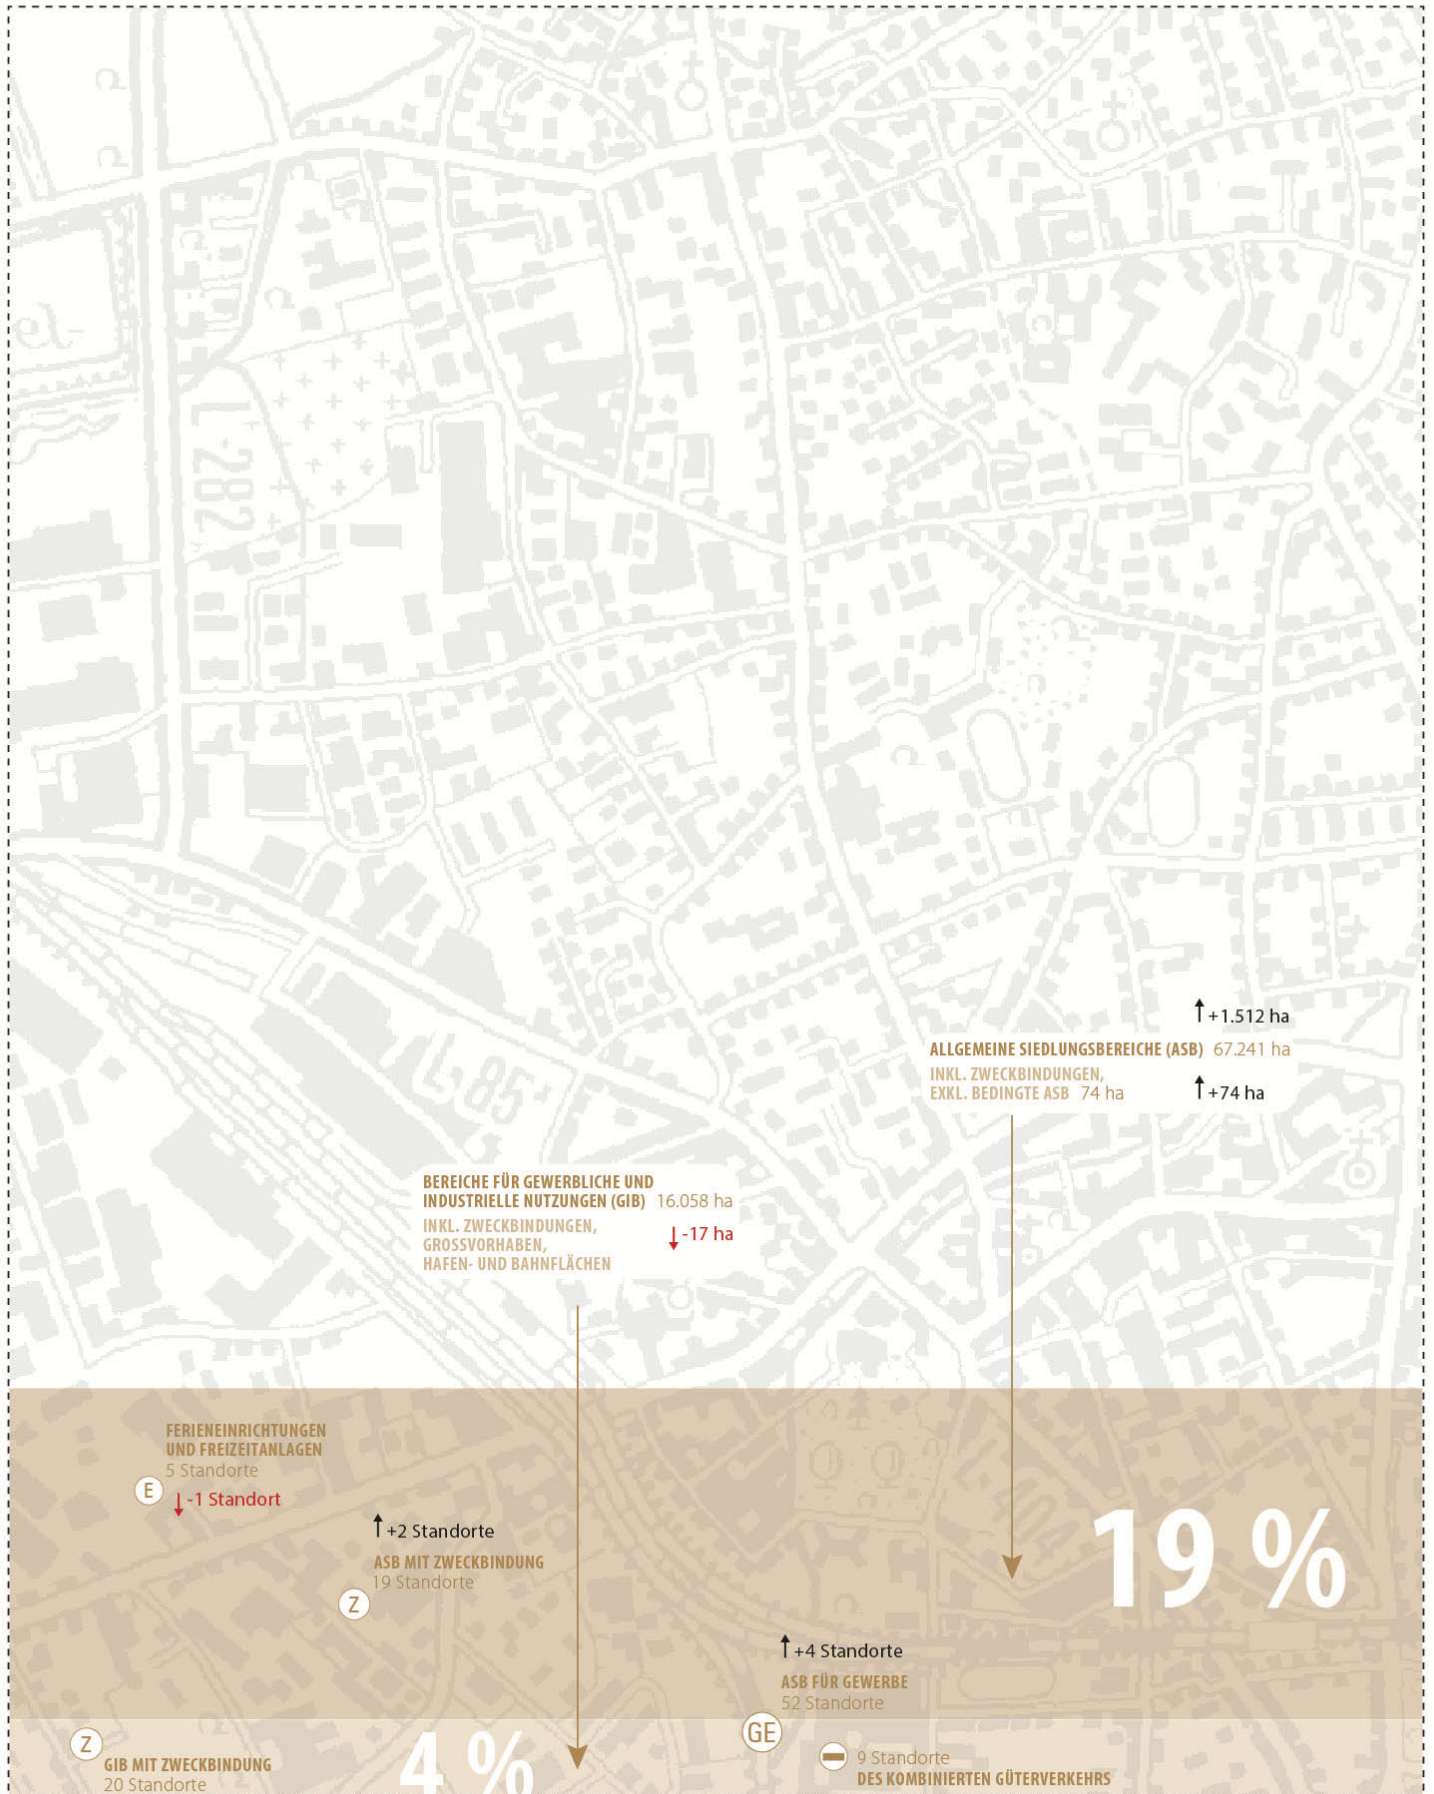 L 282
L 85
↑ +1.512 ha
ALLGEMEINE SIEDLUNGSBEREICHE (ASB) 67.241 ha
INKL. ZWECKBINDUNGEN,
EXKL. BEDINGTE ASB 74 ha ↑ +74 ha
BEREICHE FÜR GEWERBLICHE UND
INDUSTRIELLE NUTZUNGEN (GIB) 16.058 ha
INKL. ZWECKBINDUNGEN,
GROSSVORHABEN, ↓ -17 ha
HAFEN- UND BAHNFLÄCHEN
FERIENEINRICHTUNGEN
UND FREIZEITANLAGEN
5 Standorte
E
↓ -1 Standort
19 %
↑ +2 Standorte
ASB MIT ZWECKBINDUNG
19 Standorte
Z
↑ +4 Standorte
ASB FÜR GEWERBE
52 Standorte
GE
Z
GIB MIT ZWECKBINDUNG
20 Standorte
4 %
9 Standorte
DES KOMBINIERTEN GÜTERVERKEHRS